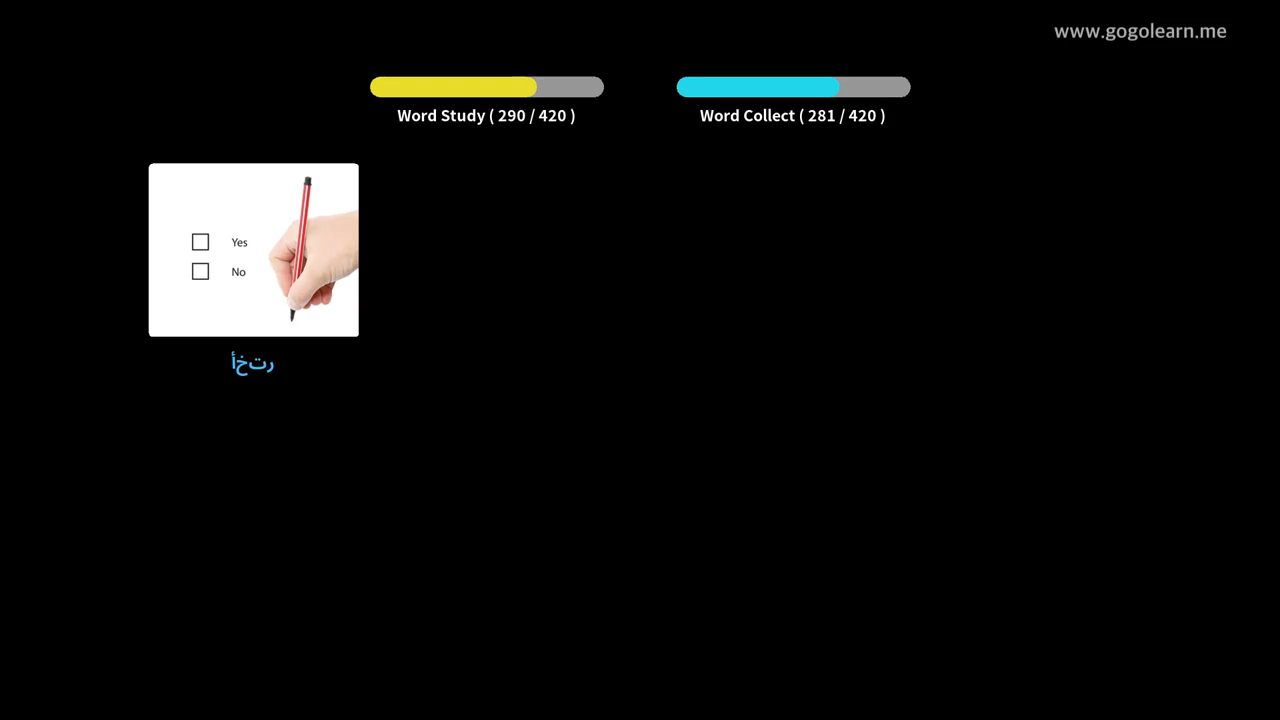 www.gogolearn.me
Word Study ( 290 / 420 )
Word Collect ( 281 / 420 )
Yes
No
رتخأ